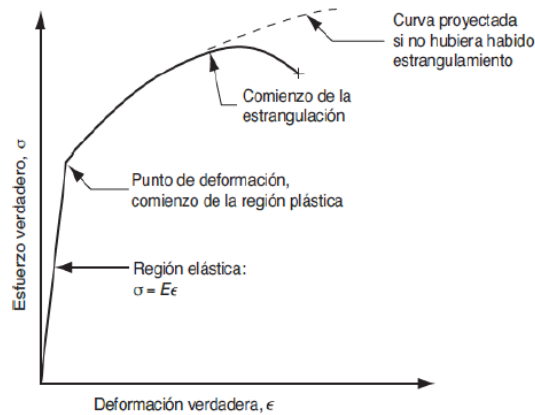 Curva proyectada
si no hubiera habido
estrangulamiento
Comienzo de la
estrangulación
Punto de deformación,
comienzo de la región plástica
Región elástica:
σ = Eϵ
Esfuerzo verdadero, σ
Deformación verdadera, ϵ